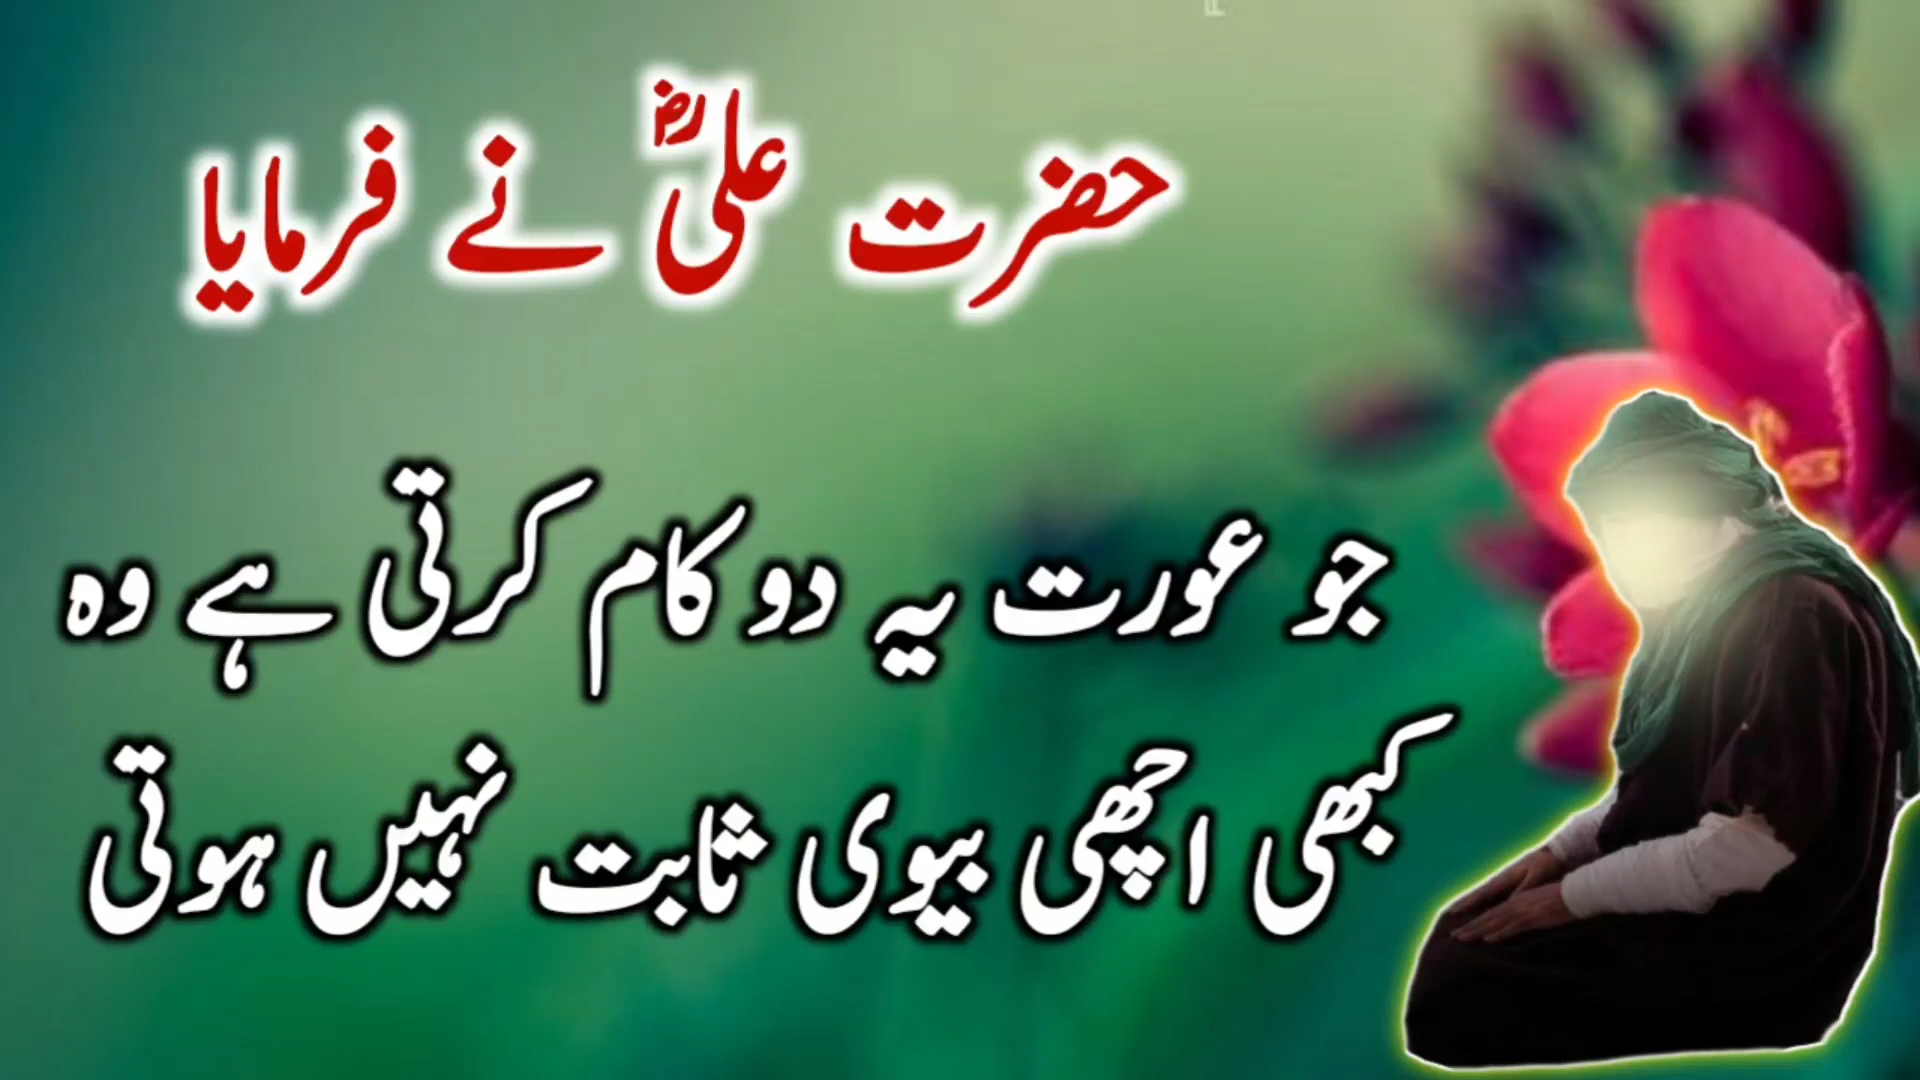 حضرت علیؓ نے فرمایا
جو عورت یہ دو کام کرتی ہے وہ
کبھی اچھی بیوی ثابت نہیں ہوتی